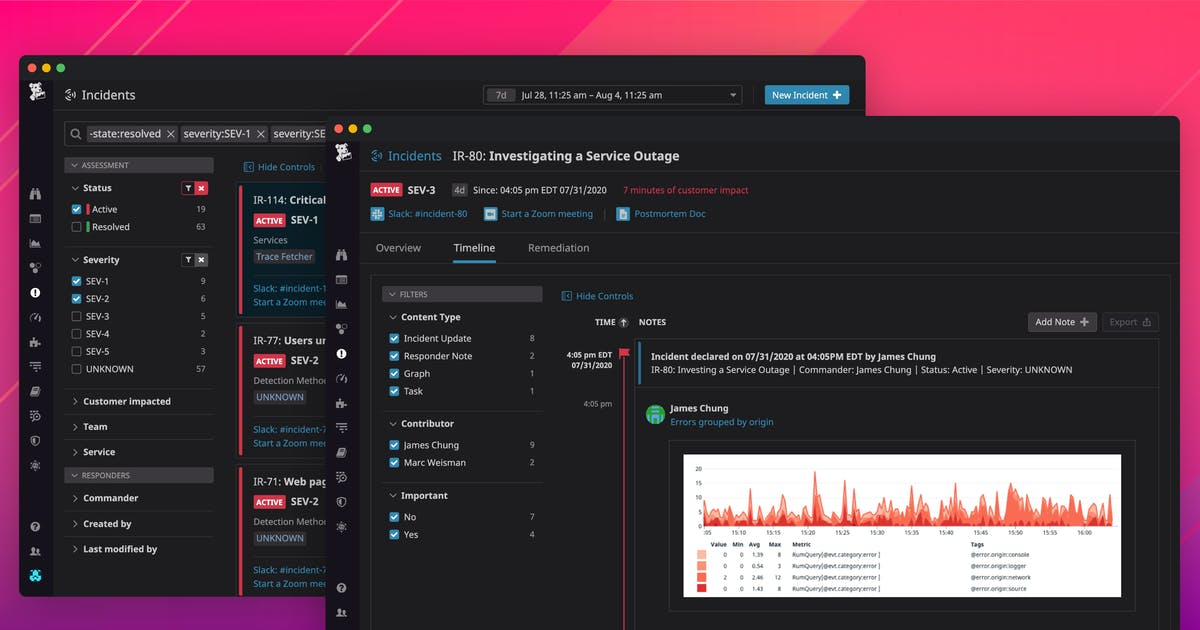 Incidents
7d Jul 28, 11:25 am – Aug 4, 11:25 am
New Incident +
-state:resolved × severity:SEV-1 × severity:SE
ASSESSMENT
Status
Active 19
Resolved 63
Severity
SEV-1 9
SEV-2 6
SEV-3 5
SEV-4 2
SEV-5 3
UNKNOWN 57
Customer impacted
Team
Service
RESPONDERS
Commander
Created by
Last modified by
Hide Controls
IR-114: Critical
ACTIVE SEV-1
Services
Trace Fetcher
Slack: #incident-1
Start a Zoom mee
IR-77: Users ur
ACTIVE SEV-2
Detection Metho
UNKNOWN
Slack: #incident-7
Start a Zoom mee
IR-71: Web pag
ACTIVE SEV-2
Detection Metho
UNKNOWN
Slack: #incident-7
Start a Zoom mee
Incidents IR-80: Investigating a Service Outage
ACTIVE SEV-3 4d Since: 04:05 pm EDT 07/31/2020 7 minutes of customer impact
Slack: #incident-80 Start a Zoom meeting Postmortem Doc
Overview Timeline Remediation
FILTERS
Content Type
Incident Update 8
Responder Note 2
Graph 1
Task 1
Contributor
James Chung 9
Marc Weisman 2
Important
No 7
Yes 4
Hide Controls
TIME NOTES
Add Note + Export
4:05 pm EDT
07/31/2020
Incident declared on 07/31/2020 at 04:05PM EDT by James Chung
IR-80: Investing a Service Outage | Commander: James Chung | Status: Active | Severity: UNKNOWN
4:05 pm
James Chung
Errors grouped by origin
20
15
10
5
0
:05 15:10 15:15 15:20 15:25 15:30 15:35 15:40 15:45 15:50 15:55 16:00
Value Min Avg Max Metric Tags
0 0 1.39 8 RumQuery[@evt.category:error ] @error.origin:console
0 0 0.54 3 RumQuery[@evt.category:error ] @error.origin:logger
2 0 2.46 12 RumQuery[@evt.category:error ] @error.origin:network
0 0 1.43 8 RumQuery[@evt.category:error ] @error.origin:source